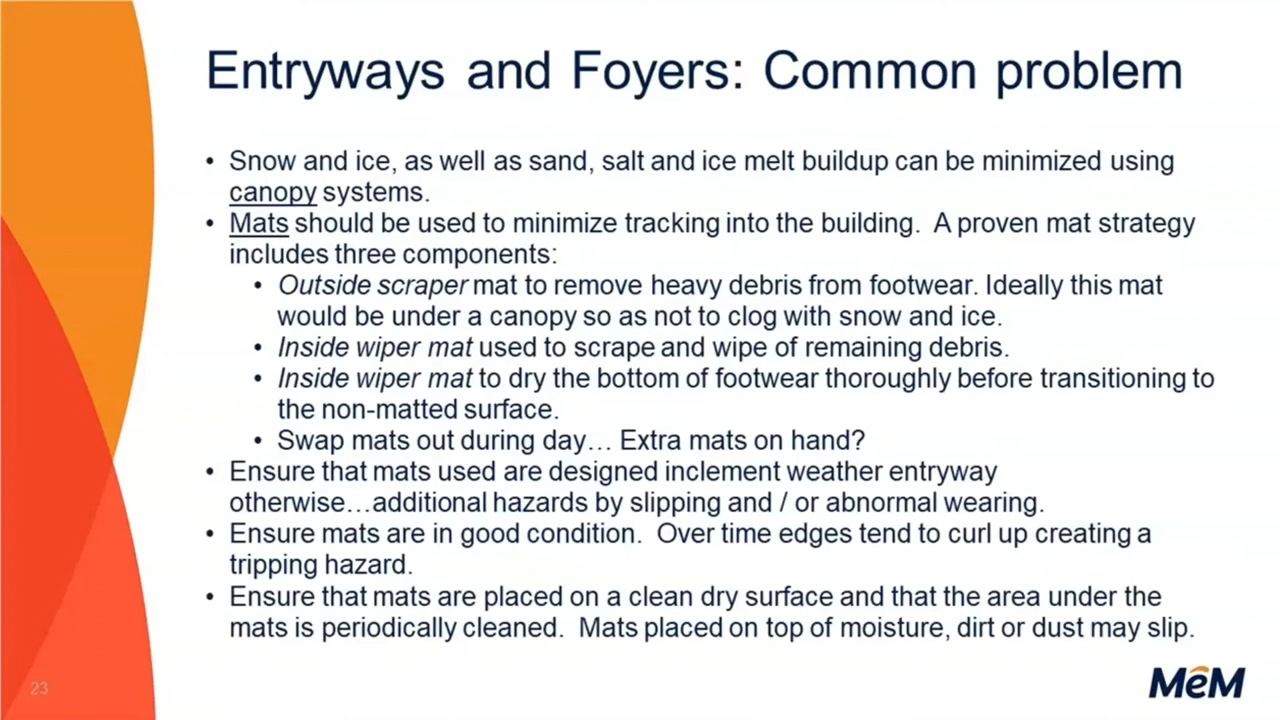 Entryways and Foyers: Common problem
• Snow and ice, as well as sand, salt and ice melt buildup can be minimized using
canopy systems.
• Mats should be used to minimize tracking into the building. A proven mat strategy
includes three components:
• Outside scraper mat to remove heavy debris from footwear. Ideally this mat
would be under a canopy so as not to clog with snow and ice.
• Inside wiper mat used to scrape and wipe of remaining debris.
• Inside wiper mat to dry the bottom of footwear thoroughly before transitioning to
the non-matted surface.
• Swap mats out during day… Extra mats on hand?
• Ensure that mats used are designed inclement weather entryway
otherwise…additional hazards by slipping and / or abnormal wearing.
• Ensure mats are in good condition. Over time edges tend to curl up creating a
tripping hazard.
• Ensure that mats are placed on a clean dry surface and that the area under the
mats is periodically cleaned. Mats placed on top of moisture, dirt or dust may slip.
23
MêM